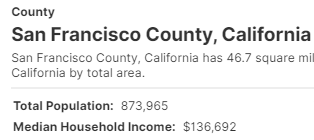 County
San Francisco County, California
San Francisco County, California has 46.7 square mil
California by total area.
Total Population: 873,965
Median Household Income: $136,692